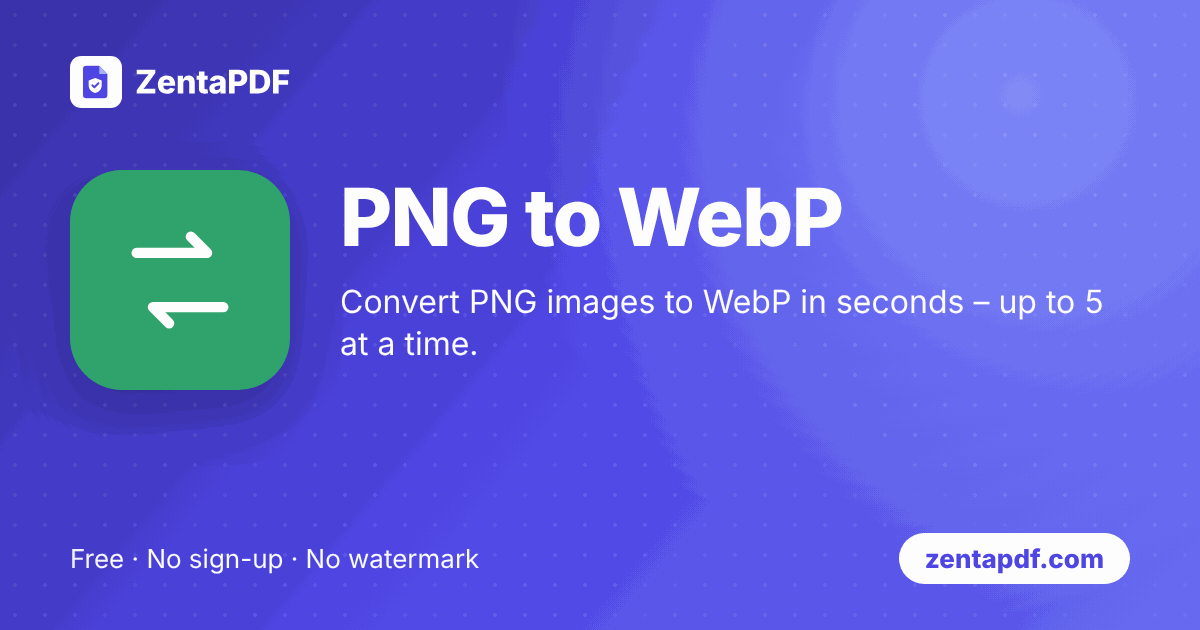 ZentaPDF
PNG to WebP
Convert PNG images to WebP in seconds – up to 5
at a time.
Free · No sign-up · No watermark
zentapdf.com